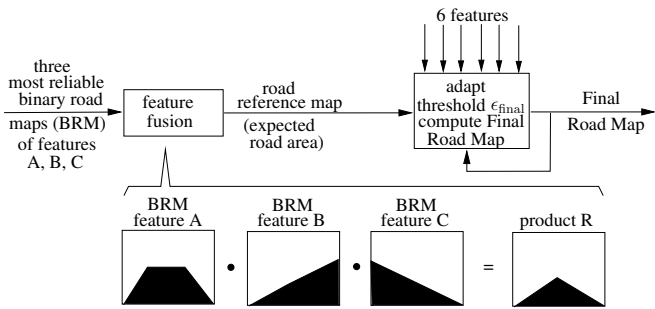 6 features
three
most reliable
binary road
maps (BRM)
of features
A, B, C
feature
fusion
road
reference map
(expected
road area)
adapt
threshold ϵfinal
compute Final
Road Map
Final
Road Map
BRM
feature A
BRM
feature B
BRM
feature C
product R
• • =